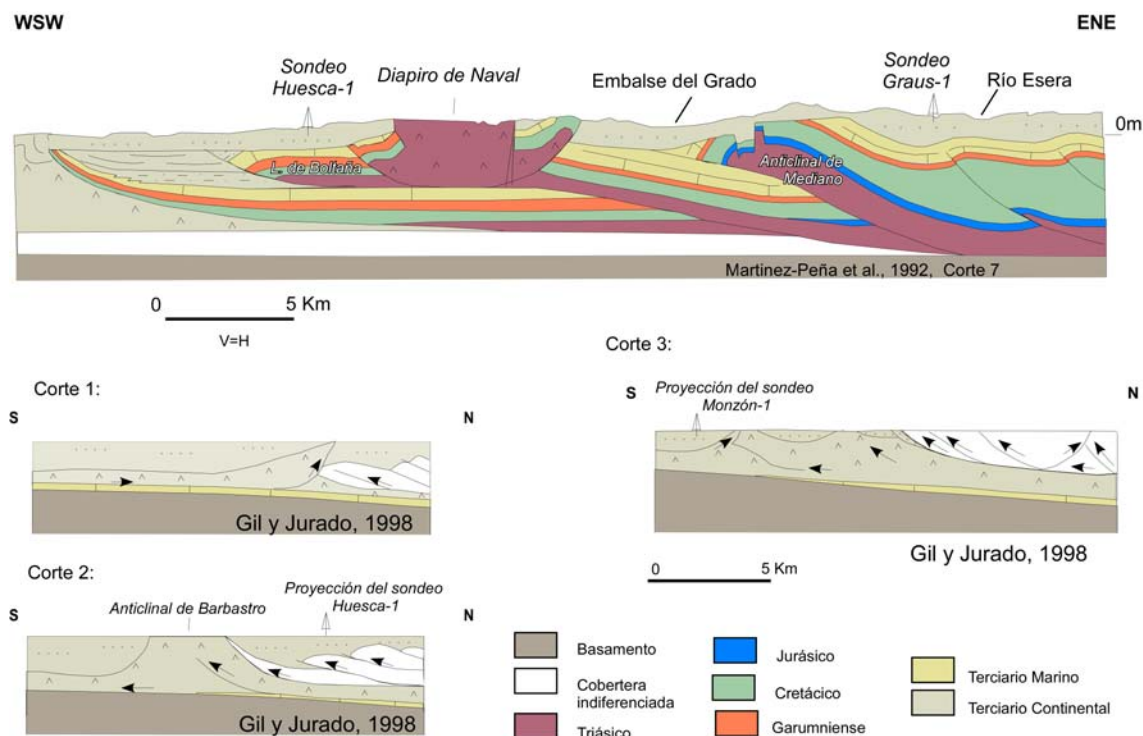 WSW
ENE
Sondeo
Huesca-1
Diapiro de Naval
Embalse del Grado
Sondeo
Graus-1
Río Esera
0m
L. de Boltaña
Anticlinal de
Mediano
Martinez-Peña et al., 1992, Corte 7
0
5 Km
V=H
Corte 1:
S
N
Gil y Jurado, 1998
Corte 2:
S
Anticlinal de Barbastro
Proyección del sondeo
Huesca-1
N
Gil y Jurado, 1998
Corte 3:
S
Proyección del sondeo
Monzón-1
N
Gil y Jurado, 1998
0
5 Km
Basamento
Cobertera
indiferenciada
Triásico
Jurásico
Cretácico
Garumniense
Terciario Marino
Terciario Continental